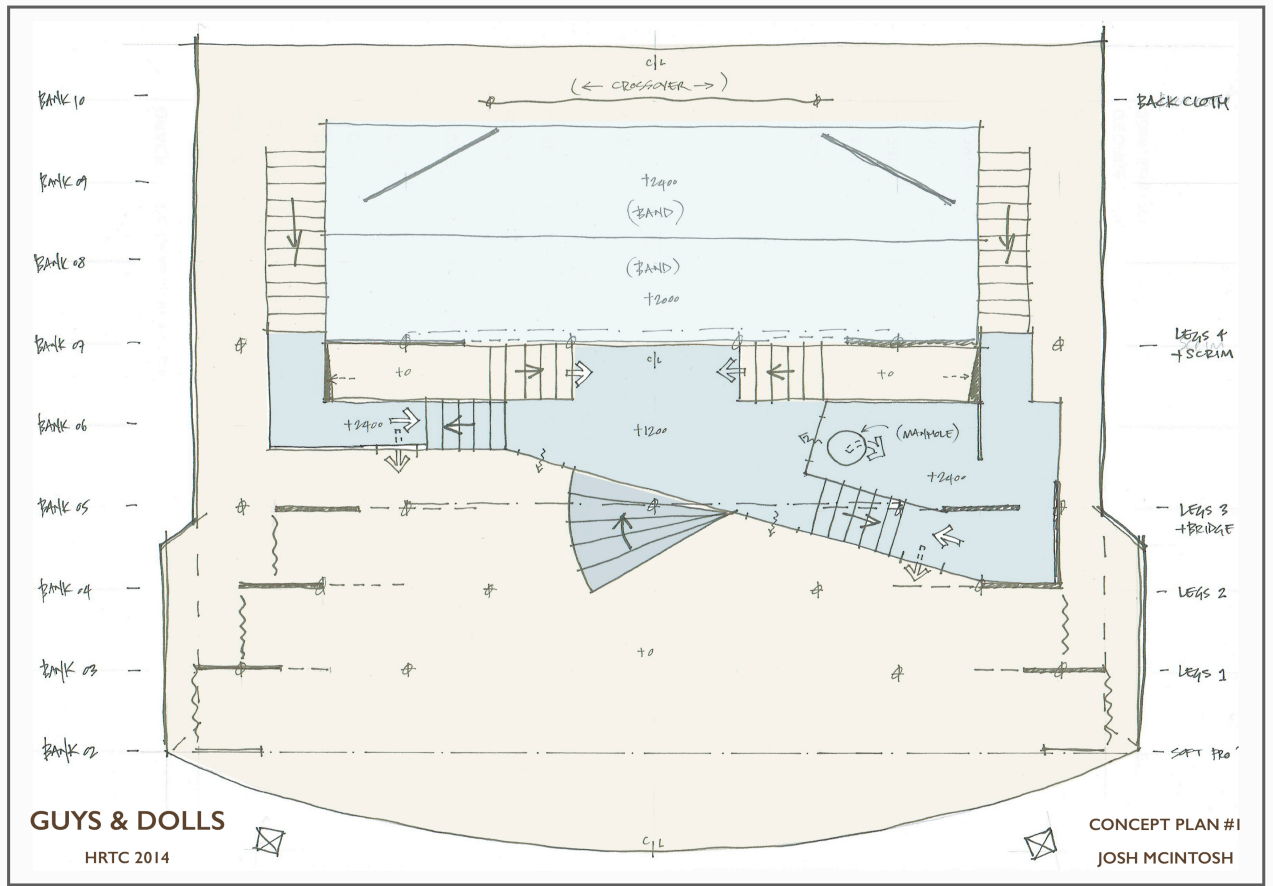 C L
(← CROSSOVER →)
BANK 10
BACK CLOTH
BANK 09
+2400
(BAND)
BANK 08
(BAND)
+2000
BANK 07
LEGS 4
+SCRIM
C L
+0
+0
BANK 06
+2400
+1200
(MANHOLE)
+2400
BANK 05
LEGS 3
+BRIDGE
BANK 04
LEGS 2
+0
BANK 03
LEGS 1
BANK 02
SOFT PRO
GUYS & DOLLS
HRTC 2014
C L
CONCEPT PLAN #1
JOSH MCINTOSH